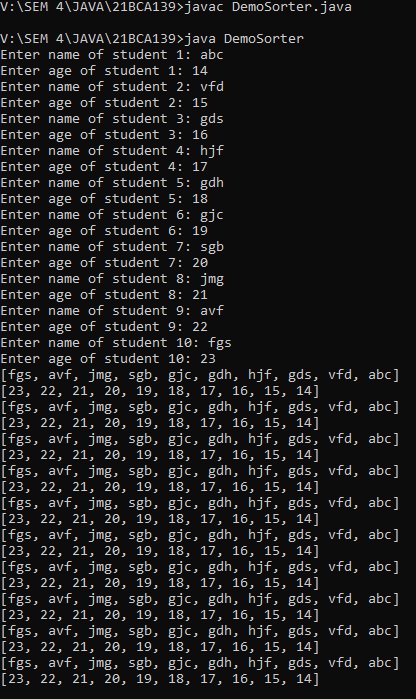 V:\SEM 4\JAVA\21BCA139>javac DemoSorter.java
V:\SEM 4\JAVA\21BCA139>java DemoSorter
Enter name of student 1: abc
Enter age of student 1: 14
Enter name of student 2: vfd
Enter age of student 2: 15
Enter name of student 3: gds
Enter age of student 3: 16
Enter name of student 4: hjf
Enter age of student 4: 17
Enter name of student 5: gdh
Enter age of student 5: 18
Enter name of student 6: gjc
Enter age of student 6: 19
Enter name of student 7: sgb
Enter age of student 7: 20
Enter name of student 8: jmg
Enter age of student 8: 21
Enter name of student 9: avf
Enter age of student 9: 22
Enter name of student 10: fgs
Enter age of student 10: 23
[fgs, avf, jmg, sgb, gjc, gdh, hjf, gds, vfd, abc]
[23, 22, 21, 20, 19, 18, 17, 16, 15, 14]
[fgs, avf, jmg, sgb, gjc, gdh, hjf, gds, vfd, abc]
[23, 22, 21, 20, 19, 18, 17, 16, 15, 14]
[fgs, avf, jmg, sgb, gjc, gdh, hjf, gds, vfd, abc]
[23, 22, 21, 20, 19, 18, 17, 16, 15, 14]
[fgs, avf, jmg, sgb, gjc, gdh, hjf, gds, vfd, abc]
[23, 22, 21, 20, 19, 18, 17, 16, 15, 14]
[fgs, avf, jmg, sgb, gjc, gdh, hjf, gds, vfd, abc]
[23, 22, 21, 20, 19, 18, 17, 16, 15, 14]
[fgs, avf, jmg, sgb, gjc, gdh, hjf, gds, vfd, abc]
[23, 22, 21, 20, 19, 18, 17, 16, 15, 14]
[fgs, avf, jmg, sgb, gjc, gdh, hjf, gds, vfd, abc]
[23, 22, 21, 20, 19, 18, 17, 16, 15, 14]
[fgs, avf, jmg, sgb, gjc, gdh, hjf, gds, vfd, abc]
[23, 22, 21, 20, 19, 18, 17, 16, 15, 14]
[fgs, avf, jmg, sgb, gjc, gdh, hjf, gds, vfd, abc]
[23, 22, 21, 20, 19, 18, 17, 16, 15, 14]
[fgs, avf, jmg, sgb, gjc, gdh, hjf, gds, vfd, abc]
[23, 22, 21, 20, 19, 18, 17, 16, 15, 14]